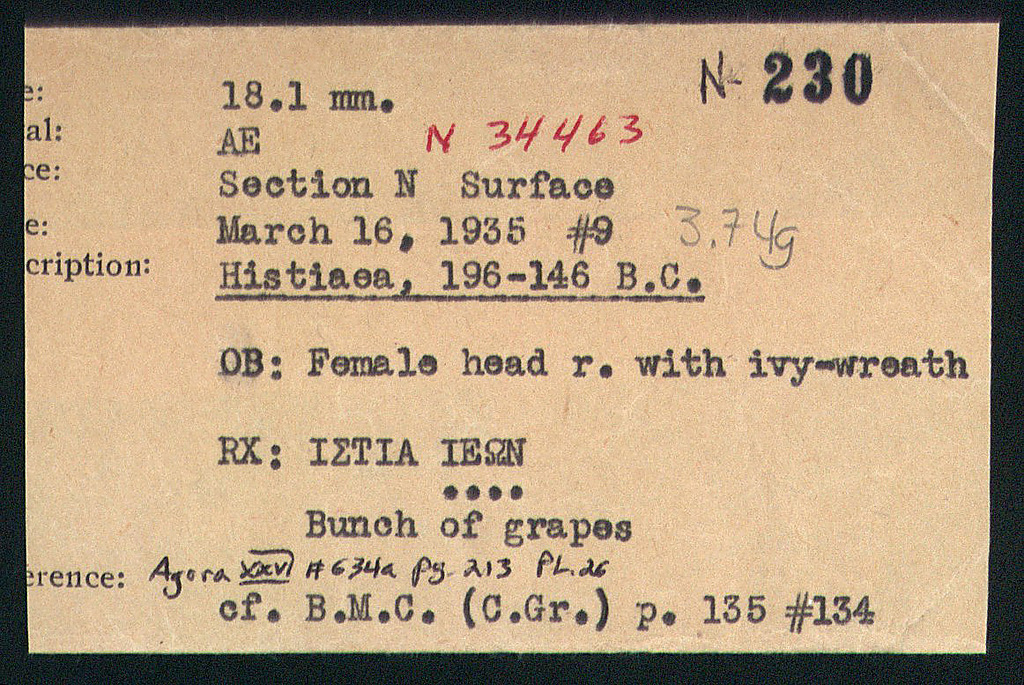 N- 230
e: 18.1 mm.
al: AE N 34463
ce: Section N Surface
e: March 16, 1935 #9 3.74g
cription: Histiaea, 196-146 B.C.
OB: Female head r. with ivy-wreath
RX: ΙΣΤΙΑ ΙΕΩΝ
••••
Bunch of grapes
erence: Agora XXVI #634a pg. 213 PL.26
cf. B.M.C. (C.Gr.) p. 135 #134